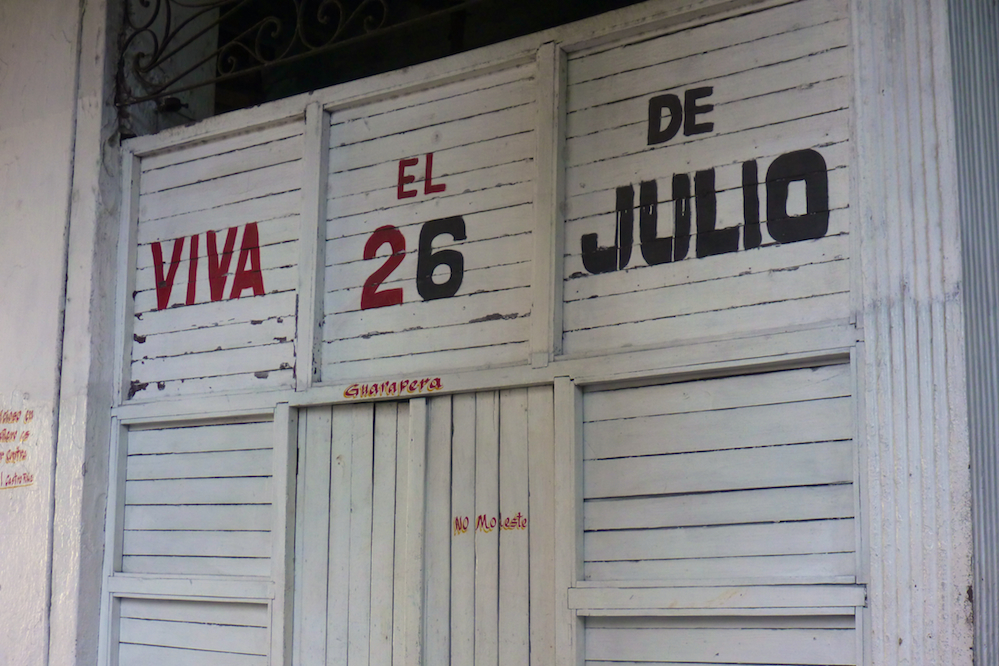 VIVA EL 26 DE JULIO
Guarapera
No Moleste